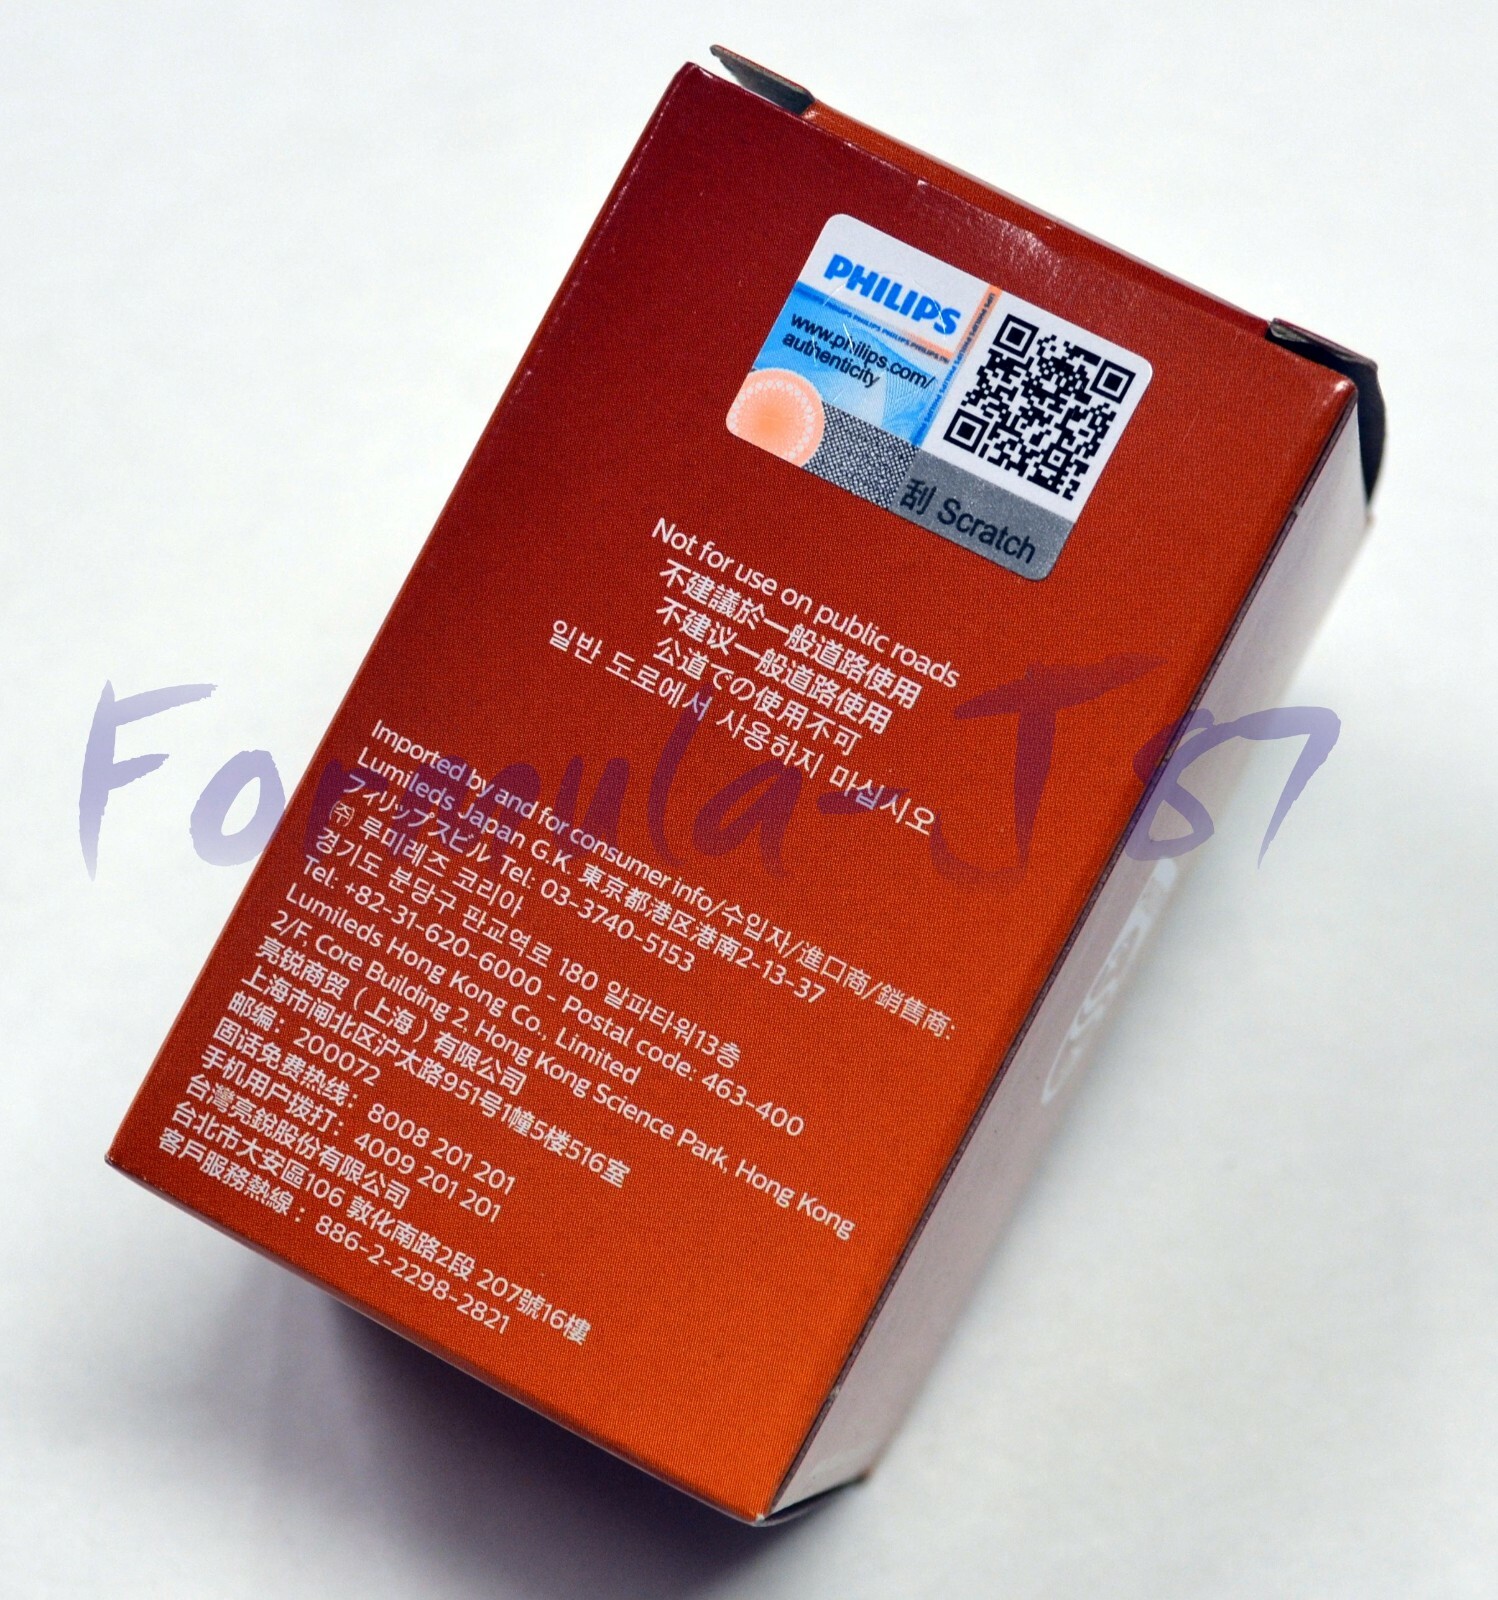 PHILIPS
www.philips.com/
authenticity
刮 Scratch
Not for use on public roads
不建議於一般道路使用
不建议一般道路使用
公道での使用不可
일반 도로에서 사용하지 마십시오
Imported by and for consumer info/수입자/進口商/銷售商:
Lumileds Japan G.K. 東京都港区港南2-13-37
フィリップスビル Tel: 03-3740-5153
㈜ 루미레즈 코리아
경기도 분당구 판교역로 180 알파타워13층
Tel: +82-31-620-6000 - Postal code: 463-400
Lumileds Hong Kong Co., Limited
2/F, Core Building 2, Hong Kong Science Park, Hong Kong
亮锐商贸（上海）有限公司
上海市闸北区沪太路951号1幢5楼516室
邮编：200072
固话免费热线：8008 201 201
手机用户拨打：4009 201 201
台灣亮銳股份有限公司
台北市大安區106 敦化南路2段 207號16樓
客戶服務熱線：886-2-2298-2821
Formula-J87